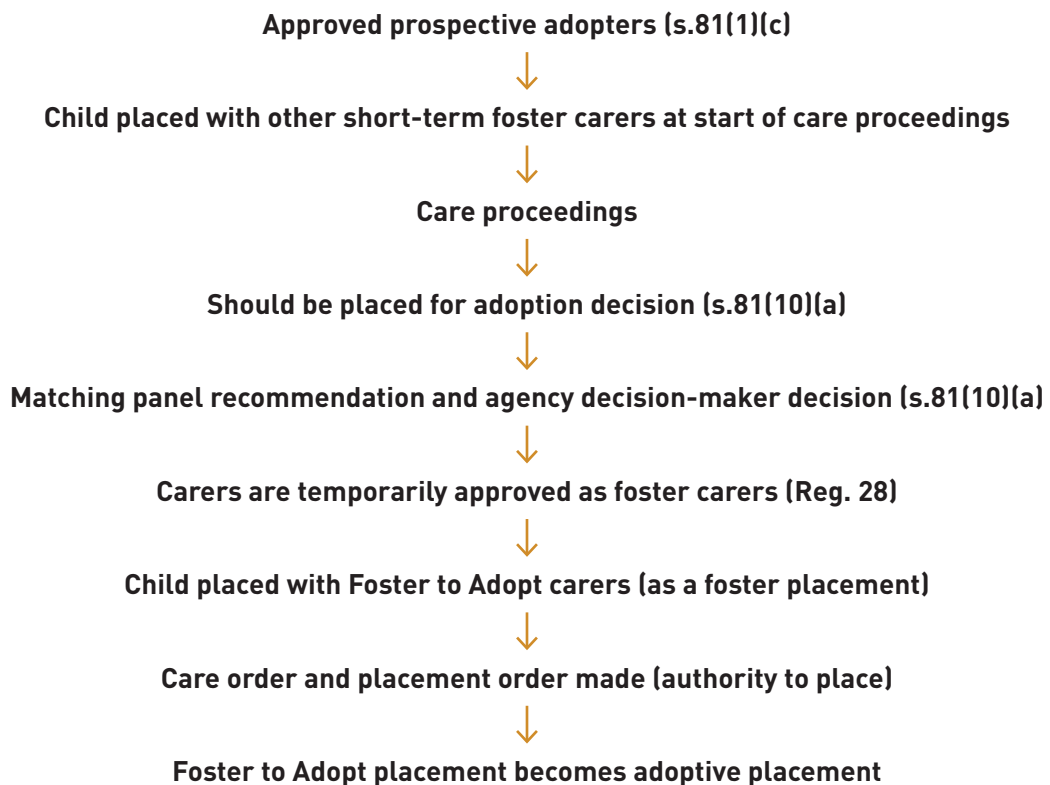 Approved prospective adopters (s.81(1)(c)
Child placed with other short-term foster carers at start of care proceedings
Care proceedings
Should be placed for adoption decision (s.81(10)(a)
Matching panel recommendation and agency decision-maker decision (s.81(10)(a)
Carers are temporarily approved as foster carers (Reg. 28)
Child placed with Foster to Adopt carers (as a foster placement)
Care order and placement order made (authority to place)
Foster to Adopt placement becomes adoptive placement